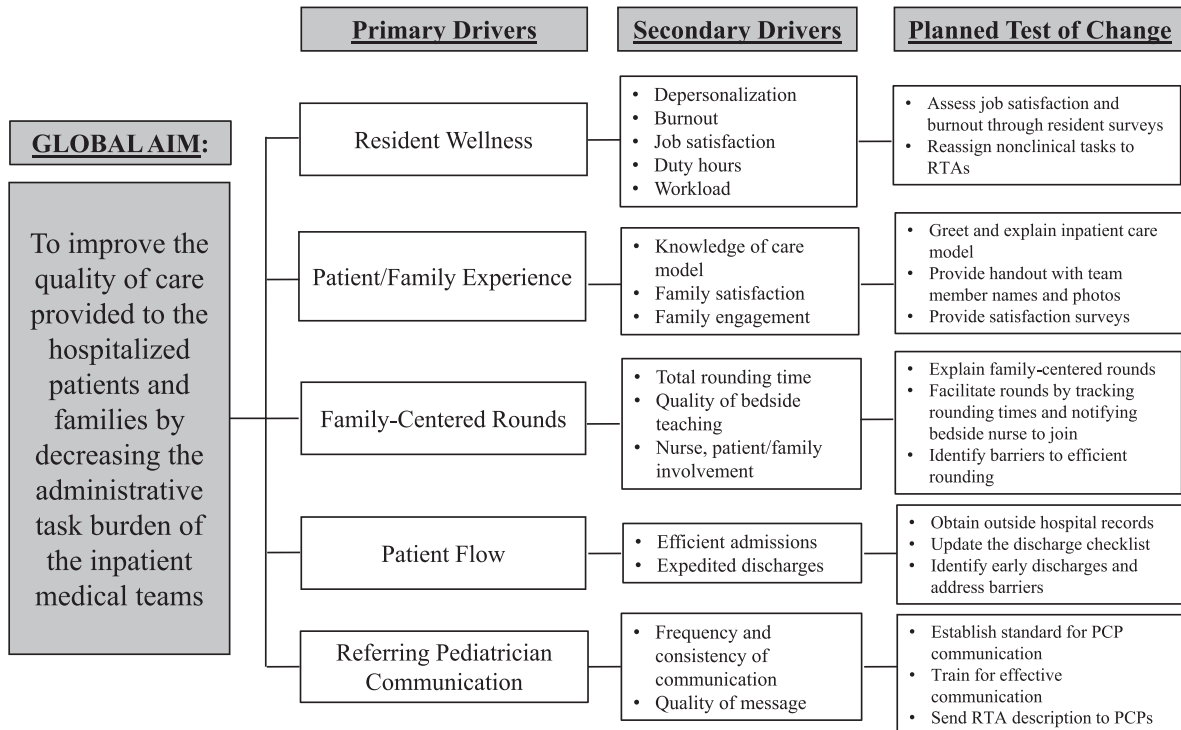 Primary Drivers
Secondary Drivers
Planned Test of Change
GLOBAL AIM:
To improve the
quality of care
provided to the
hospitalized
patients and
families by
decreasing the
administrative
task burden of
the inpatient
medical teams
Resident Wellness
• Depersonalization
• Burnout
• Job satisfaction
• Duty hours
• Workload
• Assess job satisfaction and
burnout through resident surveys
• Reassign nonclinical tasks to
RTAs
Patient/Family Experience
• Knowledge of care
model
• Family satisfaction
• Family engagement
• Greet and explain inpatient care
model
• Provide handout with team
member names and photos
• Provide satisfaction surveys
Family-Centered Rounds
• Total rounding time
• Quality of bedside
teaching
• Nurse, patient/family
involvement
• Explain family-centered rounds
• Facilitate rounds by tracking
rounding times and notifying
bedside nurse to join
• Identify barriers to efficient
rounding
Patient Flow
• Efficient admissions
• Expedited discharges
• Obtain outside hospital records
• Update the discharge checklist
• Identify early discharges and
address barriers
Referring Pediatrician
Communication
• Frequency and
consistency of
communication
• Quality of message
• Establish standard for PCP
communication
• Train for effective
communication
• Send RTA description to PCPs